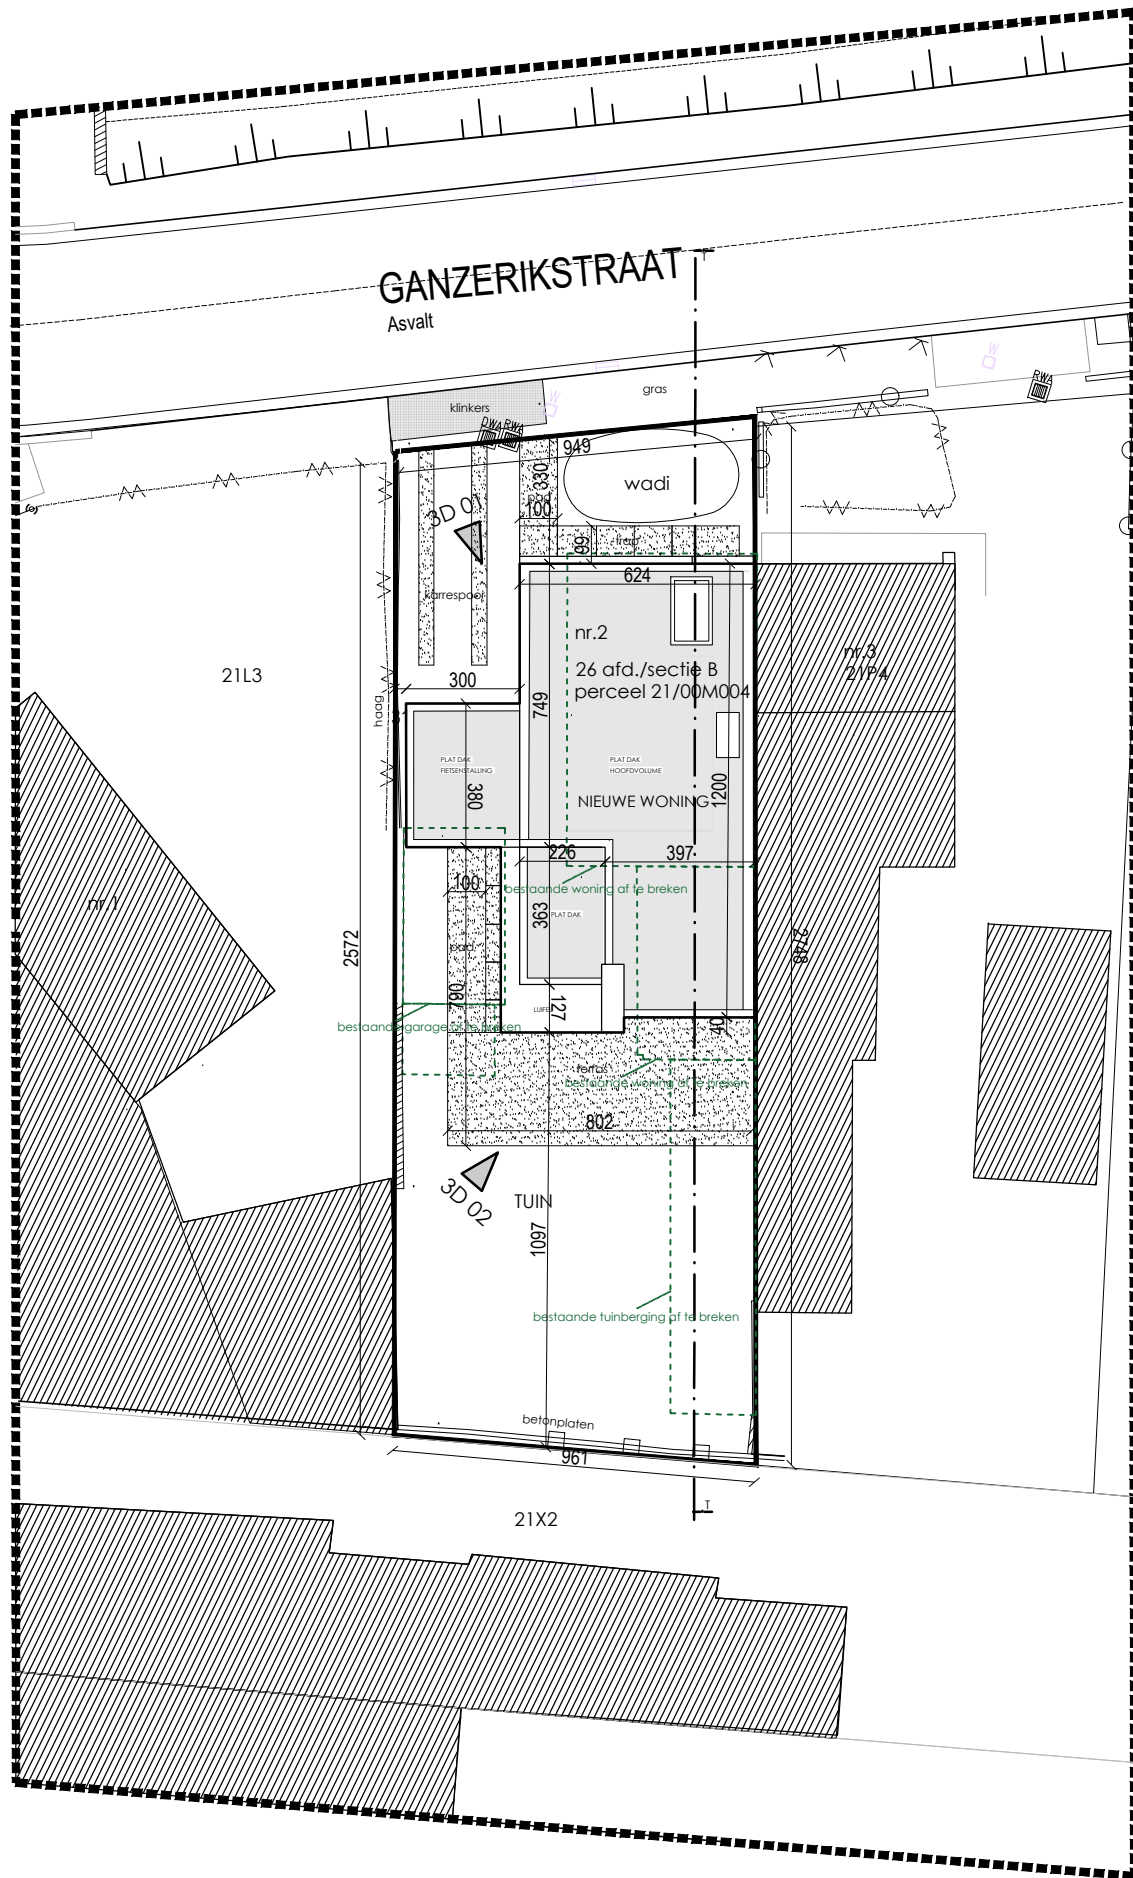 GANZERIKSTRAAT
T
Asvalt
W
W
gras
RWA
klinkers
DWA
RWA
949
330
wadi
3D 01
pad
100
trap
99
624
karrespoor
nr.2
26 afd./sectie B
perceel 21/00M004
nr.3
21P4
21L3
300
749
haag
PLAT DAK
FIETSENSTALLING
PLAT DAK
HOOFDVOLUME
380
1200
NIEUWE WONING
226
397
100
bestaande woning af te breken
nr.1
363
PLAT DAK
pad
2572
2748
790
127
LUIFEL
bestaande garage af te breken
40
terras
bestaande woning af te breken
802
3D 02
TUIN
1097
bestaande tuinberging af te breken
betonplaten
961
T
21X2